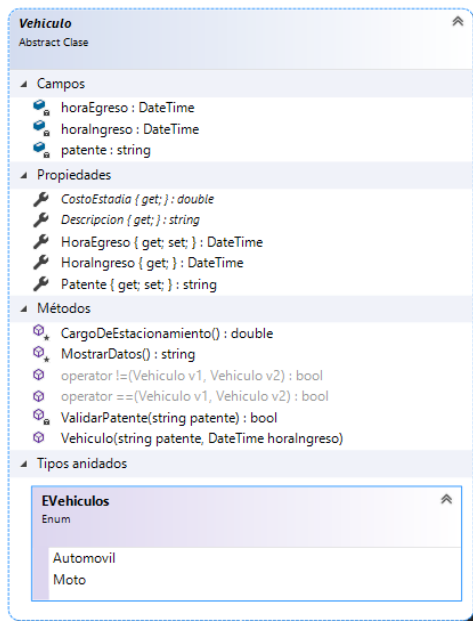 Vehiculo
Abstract Clase
Campos
horaEgreso : DateTime
horaIngreso : DateTime
patente : string
Propiedades
CostoEstadia { get; } : double
Descripcion { get; } : string
HoraEgreso { get; set; } : DateTime
HoraIngreso { get; } : DateTime
Patente { get; set; } : string
Métodos
CargoDeEstacionamiento() : double
MostrarDatos() : string
operator !=(Vehiculo v1, Vehiculo v2) : bool
operator ==(Vehiculo v1, Vehiculo v2) : bool
ValidarPatente(string patente) : bool
Vehiculo(string patente, DateTime horaIngreso)
Tipos anidados
EVehiculos
Enum
Automovil
Moto